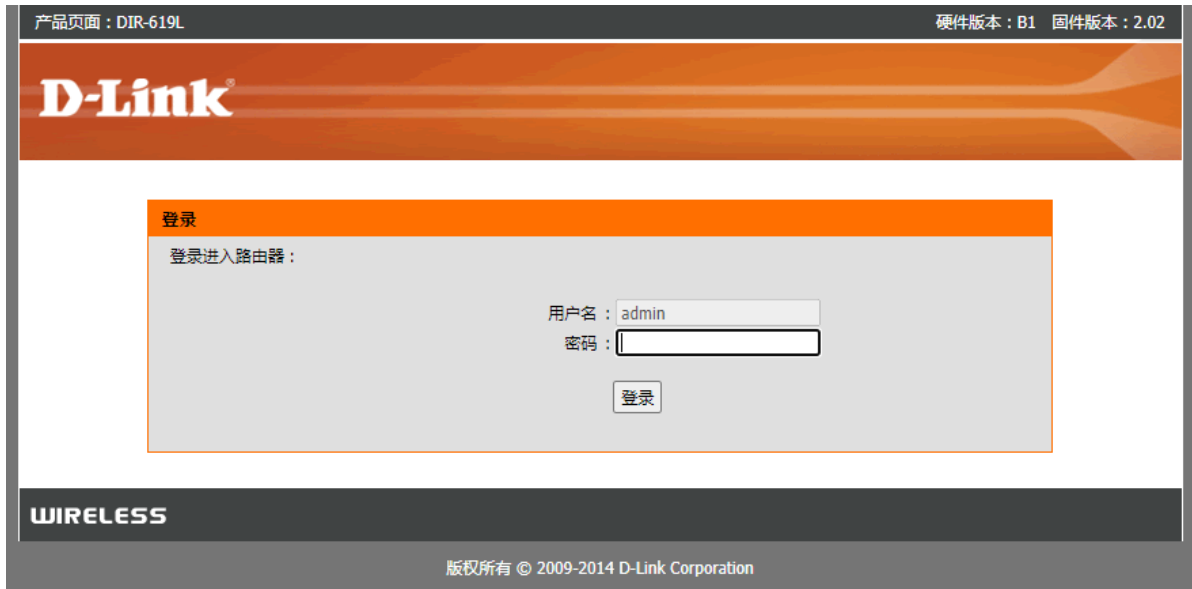 产品页面：DIR-619L 硬件版本：B1 固件版本：2.02
D-Link®
登录
登录进入路由器：
用户名 : admin
密码 :
登录
WIRELESS
版权所有 © 2009-2014 D-Link Corporation